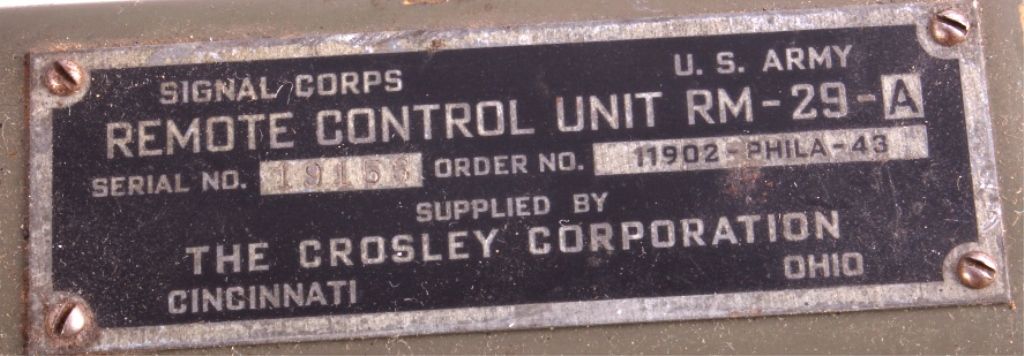 SIGNAL CORPS U. S. ARMY
REMOTE CONTROL UNIT RM-29-A
SERIAL NO. ORDER NO. 11902-PHILA-43
SUPPLIED BY
THE CROSLEY CORPORATION
CINCINNATI OHIO